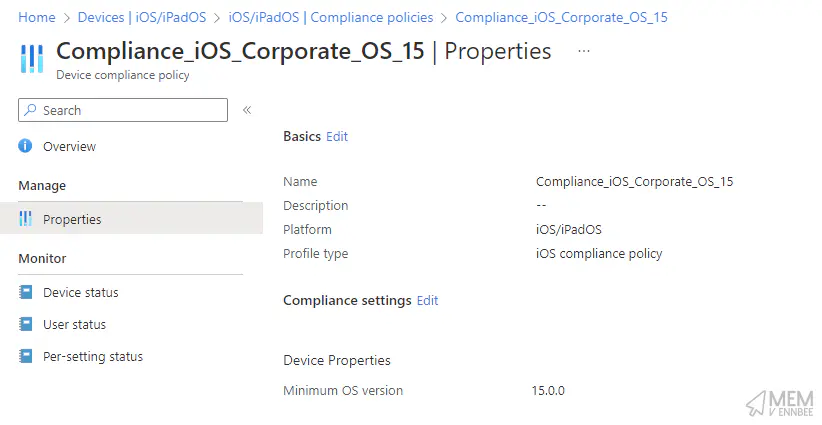 Home > Devices | iOS/iPadOS > iOS/iPadOS | Compliance policies > Compliance_iOS_Corporate_OS_15
Compliance_iOS_Corporate_OS_15 | Properties ...
Device compliance policy
Search «
Overview
Manage
Properties
Monitor
Device status
User status
Per-setting status
Basics Edit
Name Compliance_iOS_Corporate_OS_15
Description --
Platform iOS/iPadOS
Profile type iOS compliance policy
Compliance settings Edit
Device Properties
Minimum OS version 15.0.0
MEM
V ENNBEE